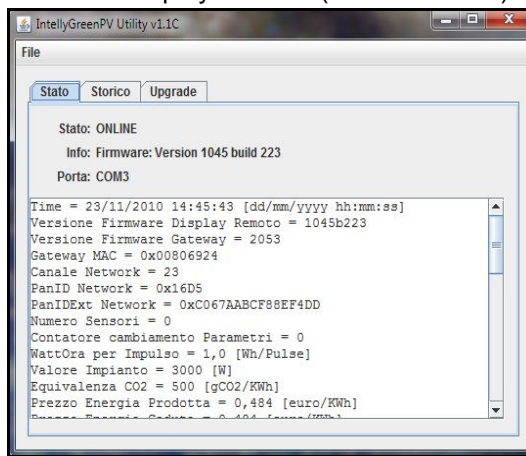 IntellyGreenPV Utility v1.1C
File
Stato Storico Upgrade
Stato: ONLINE
Info: Firmware: Version 1045 build 223
Porta: COM3
Time = 23/11/2010 14:45:43 [dd/mm/yyyy hh:mm:ss]
Versione Firmware Display Remoto = 1045b223
Versione Firmware Gateway = 2053
Gateway MAC = 0x00806924
Canale Network = 23
PanID Network = 0x16D5
PanIDExt Network = 0xC067AABCF88EF4DD
Numero Sensori = 0
Contatore cambiamento Parametri = 0
WattOra per Impulso = 1,0 [Wh/Pulse]
Valore Impianto = 3000 [W]
Equivalenza CO2 = 500 [gCO2/KWh]
Prezzo Energia Prodotta = 0,484 [euro/KWh]